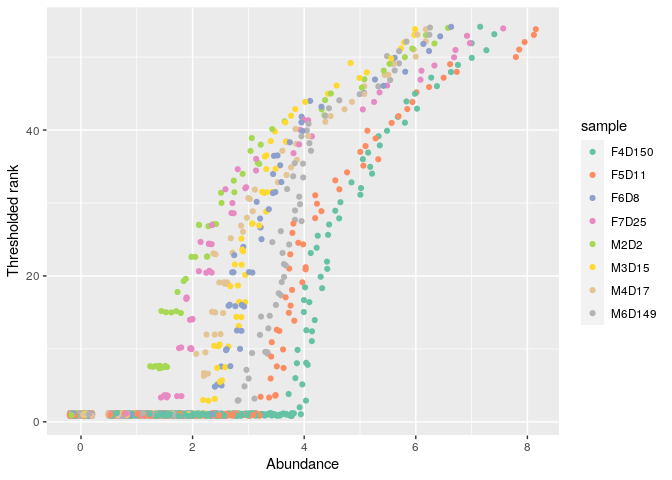 40
20
0
Thresholded rank
0 2 4 6 8
Abundance
sample
F4D150
F5D11
F6D8
F7D25
M2D2
M3D15
M4D17
M6D149